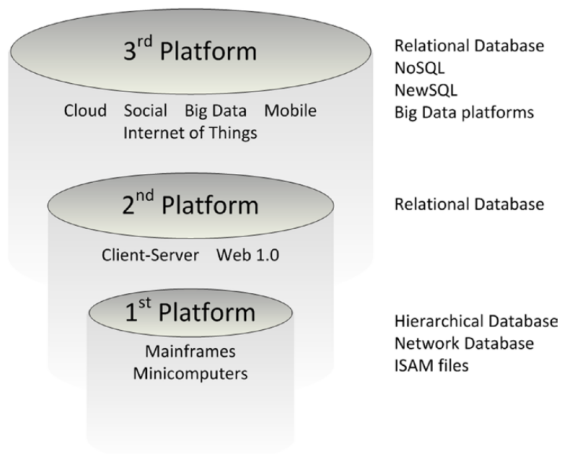 3rd Platform
Cloud Social Big Data Mobile
Internet of Things
Relational Database
NoSQL
NewSQL
Big Data platforms
2nd Platform
Client-Server Web 1.0
Relational Database
1st Platform
Mainframes
Minicomputers
Hierarchical Database
Network Database
ISAM files